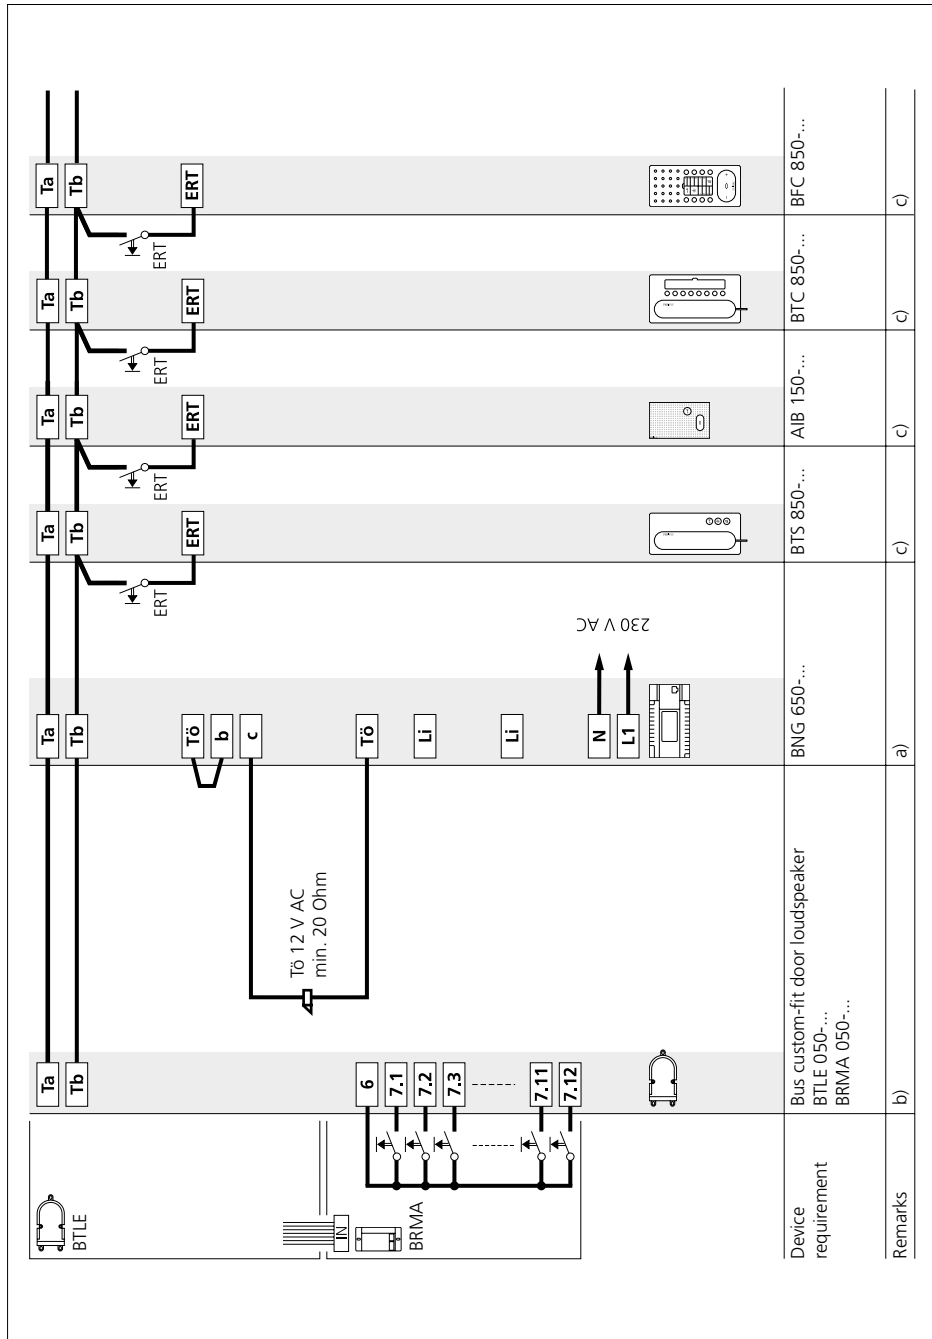 Ta Ta Ta Ta Ta Ta
Tb Tb Tb Tb Tb Tb
BTLE
ERT ERT ERT ERT
Tö ERT ERT ERT ERT
b
c
Tö 12 V AC
min. 20 Ohm
IN
6 Tö
7.1
BRMA
7.2 Li
7.3
Li
7.11
7.12
N
230 V AC
L1
Device requirement
Bus custom-fit door loudspeaker
BTLE 050-...
BRMA 050-...
BNG 650-...
BTS 850-...
AIB 150-...
BTC 850-...
BFC 850-...
Remarks b) a) c) c) c) c)